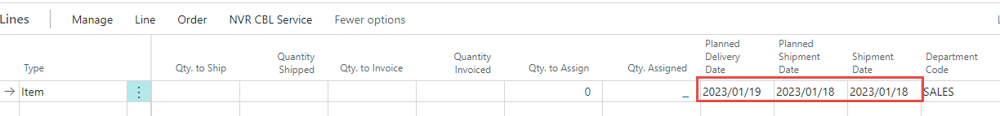 Lines Manage Line Order NVR CBL Service Fewer options
Type
Qty. to Ship
Quantity
Shipped
Qty. to Invoice
Quantity
Invoiced
Qty. to Assign
Qty. Assigned
Planned
Delivery
Date
Planned
Shipment
Date
Shipment
Date
Department
Code
Item 0 _ 2023/01/19 2023/01/18 2023/01/18 SALES